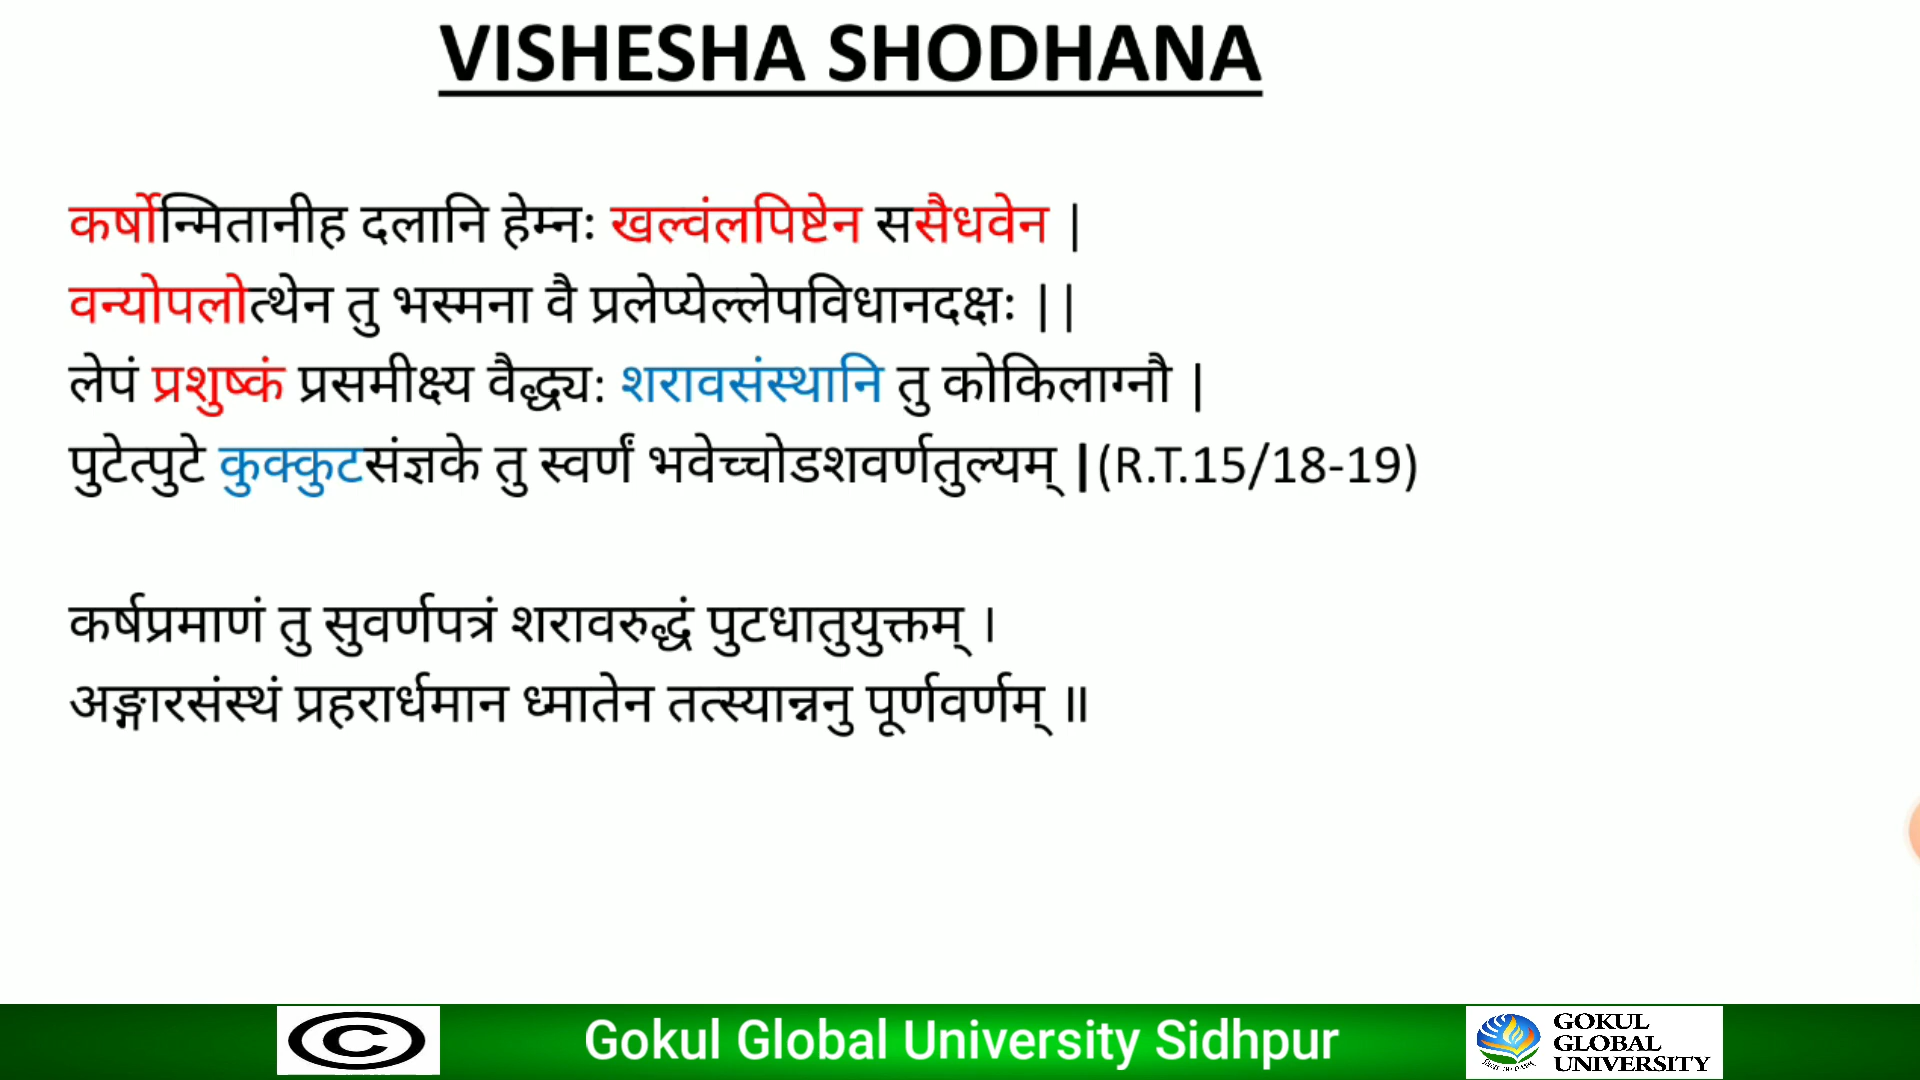 VISHESHA SHODHANA
कर्षोन्मितानीह दलानि हेम्नः खल्वंलपिष्टेन ससैधवेन |
वन्योपलोत्थेन तु भस्मना वै प्रलेप्येल्लेपविधानदक्षः ||
लेपं प्रशुष्कं प्रसमीक्ष्य वैद्ध्य: शरावसंस्थानि तु कोकिलाग्नौ |
पुटेत्पुटे कुक्कुटसंज्ञके तु स्वर्णं भवेच्चोडशवर्णतुल्यम् |(R.T.15/18-19)
कर्षप्रमाणं तु सुवर्णपत्रं शरावरुद्धं पुटधातुयुक्तम् ।
अङ्गारसंस्थं प्रहरार्धमान ध्मातेन तत्स्यान्ननु पूर्णवर्णम् ॥
©
Gokul Global University Sidhpur
GOKUL
GLOBAL
UNIVERSITY